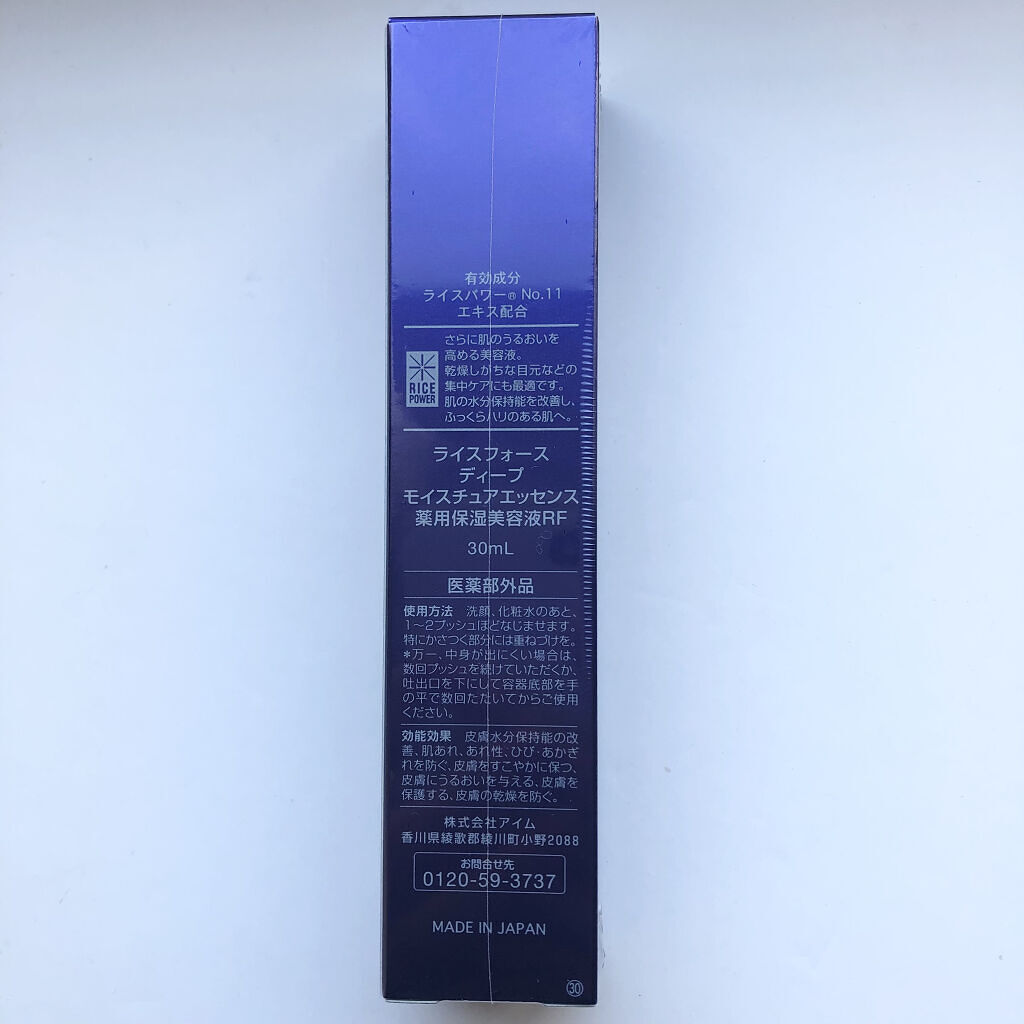 有効成分
ライスパワー® No.11
エキス配合
さらに肌のうるおいを
高める美容液。
乾燥しがちな目元などの
集中ケアにも最適です。
肌の水分保持能を改善し、
ふっくらハリのある肌へ。
RICE
POWER
ライスフォース
ディープ
モイスチュアエッセンス
薬用保湿美容液RF
30mL
医薬部外品
使用方法 洗顔、化粧水のあと、
1〜2プッシュほどなじませます。
特にかさつく部分には重ねづけを。
*万一、中身が出にくい場合は、
数回プッシュを続けていただくか、
吐出口を下にして容器底部を手
の平で数回たたいてからご使用
ください。
効能効果 皮膚水分保持能の改
善、肌あれ、あれ性、ひび・あかぎ
れを防ぐ、皮膚をすこやかに保つ、
皮膚にうるおいを与える、皮膚を
保護する、皮膚の乾燥を防ぐ。
株式会社アイム
香川県綾歌郡綾川町小野2088
お問合せ先
0120-59-3737
MADE IN JAPAN
㉚